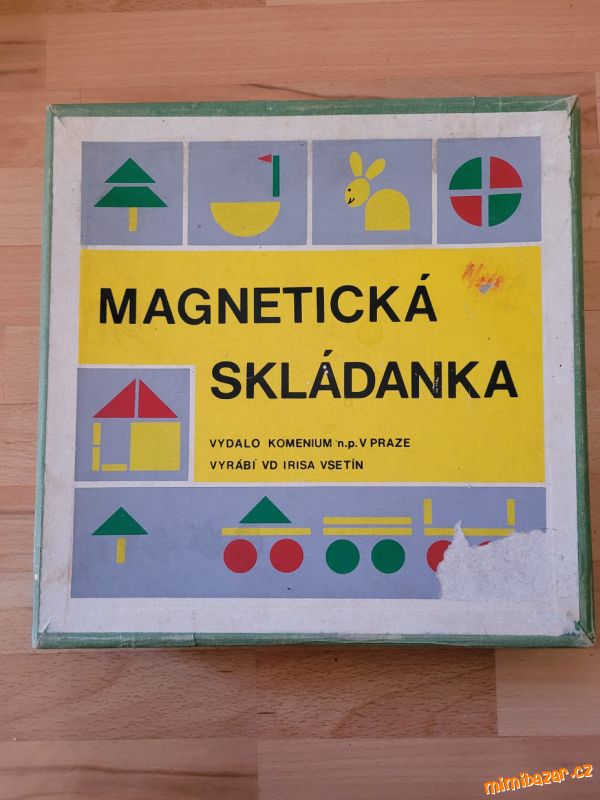 MAGNETICKÁ
SKLÁDANKA
VYDALO KOMENIUM n.p. V PRAZE
VYRÁBÍ VD IRISA VSETÍN
mimibazar.cz